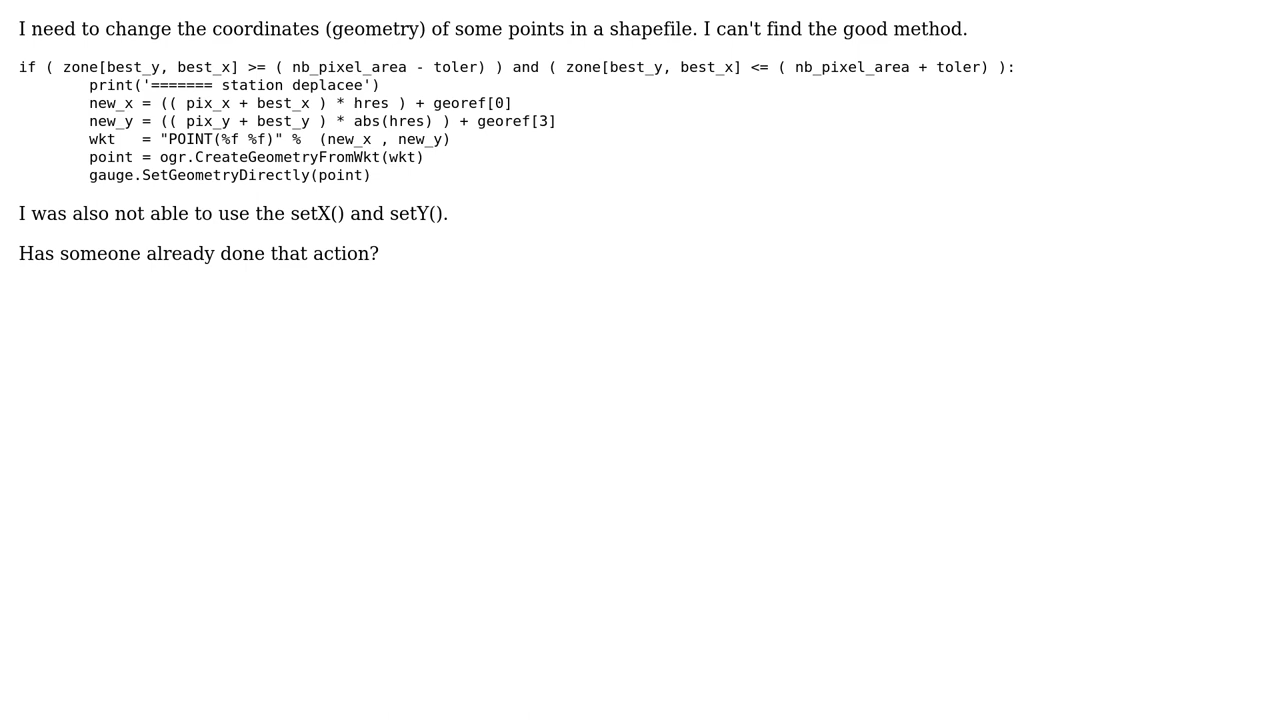 I need to change the coordinates (geometry) of some points in a shapefile. I can't find the good method.
if ( zone[best_y, best_x] >= ( nb_pixel_area - toler) ) and ( zone[best_y, best_x] <= ( nb_pixel_area + toler) ):
        print('======= station deplacee')
        new_x = (( pix_x + best_x ) * hres ) + georef[0]
        new_y = (( pix_y + best_y ) * abs(hres) ) + georef[3]
        wkt   = "POINT(%f %f)" %  (new_x , new_y)
        point = ogr.CreateGeometryFromWkt(wkt)
        gauge.SetGeometryDirectly(point)
I was also not able to use the setX() and setY().
Has someone already done that action?